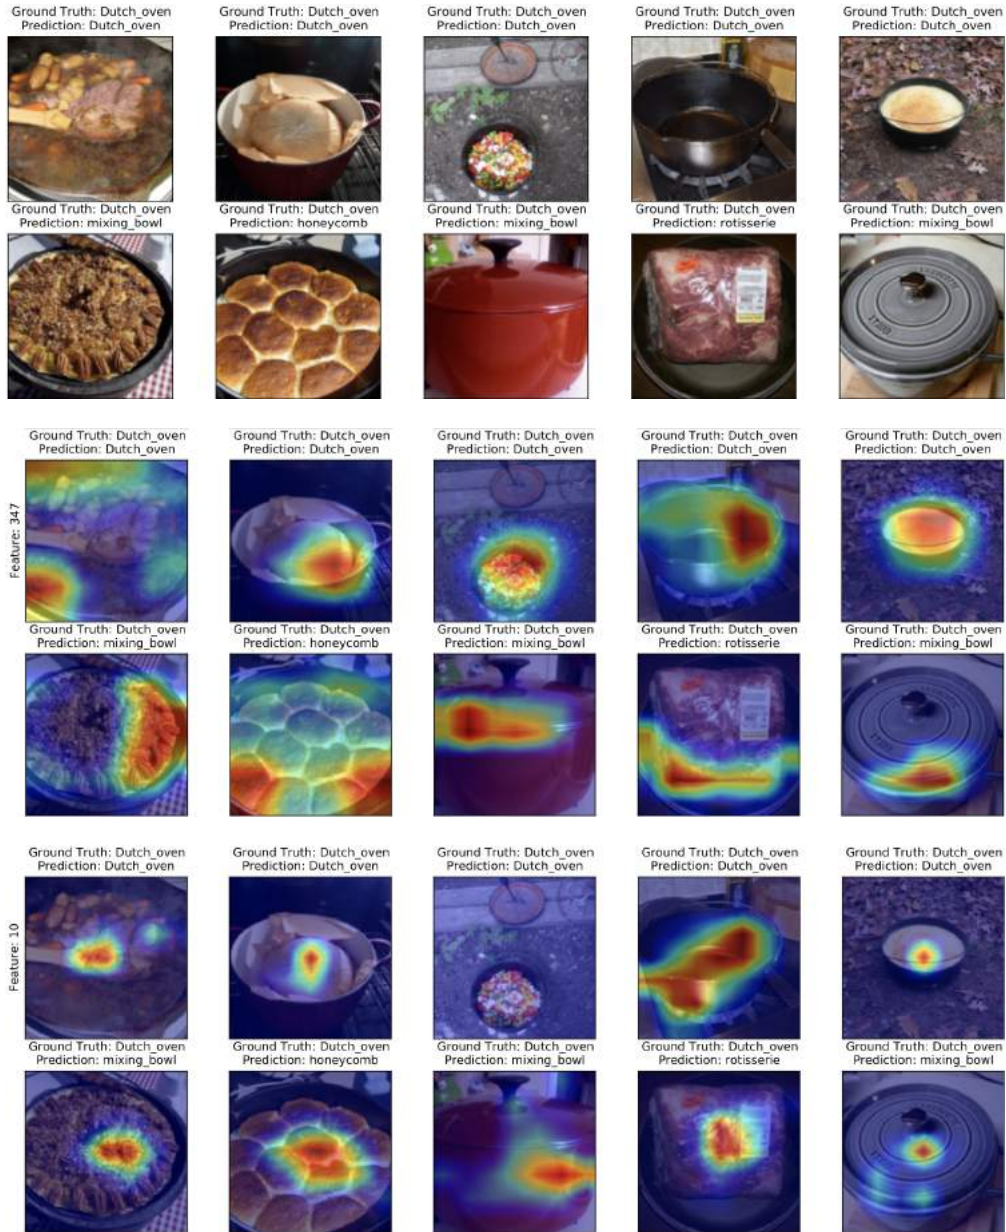 Ground Truth: Dutch_oven
Prediction: Dutch_oven
Ground Truth: Dutch_oven
Prediction: Dutch_oven
Ground Truth: Dutch_oven
Prediction: Dutch_oven
Ground Truth: Dutch_oven
Prediction: Dutch_oven
Ground Truth: Dutch_oven
Prediction: Dutch_oven
Ground Truth: Dutch_oven
Prediction: mixing_bowl
Ground Truth: Dutch_oven
Prediction: honeycomb
Ground Truth: Dutch_oven
Prediction: mixing_bowl
Ground Truth: Dutch_oven
Prediction: rotisserie
Ground Truth: Dutch_oven
Prediction: mixing_bowl
Feature: 347
Ground Truth: Dutch_oven
Prediction: Dutch_oven
Ground Truth: Dutch_oven
Prediction: Dutch_oven
Ground Truth: Dutch_oven
Prediction: Dutch_oven
Ground Truth: Dutch_oven
Prediction: Dutch_oven
Ground Truth: Dutch_oven
Prediction: Dutch_oven
Ground Truth: Dutch_oven
Prediction: mixing_bowl
Ground Truth: Dutch_oven
Prediction: honeycomb
Ground Truth: Dutch_oven
Prediction: mixing_bowl
Ground Truth: Dutch_oven
Prediction: rotisserie
Ground Truth: Dutch_oven
Prediction: mixing_bowl
Feature: 10
Ground Truth: Dutch_oven
Prediction: Dutch_oven
Ground Truth: Dutch_oven
Prediction: Dutch_oven
Ground Truth: Dutch_oven
Prediction: Dutch_oven
Ground Truth: Dutch_oven
Prediction: Dutch_oven
Ground Truth: Dutch_oven
Prediction: Dutch_oven
Ground Truth: Dutch_oven
Prediction: mixing_bowl
Ground Truth: Dutch_oven
Prediction: honeycomb
Ground Truth: Dutch_oven
Prediction: mixing_bowl
Ground Truth: Dutch_oven
Prediction: rotisserie
Ground Truth: Dutch_oven
Prediction: mixing_bowl